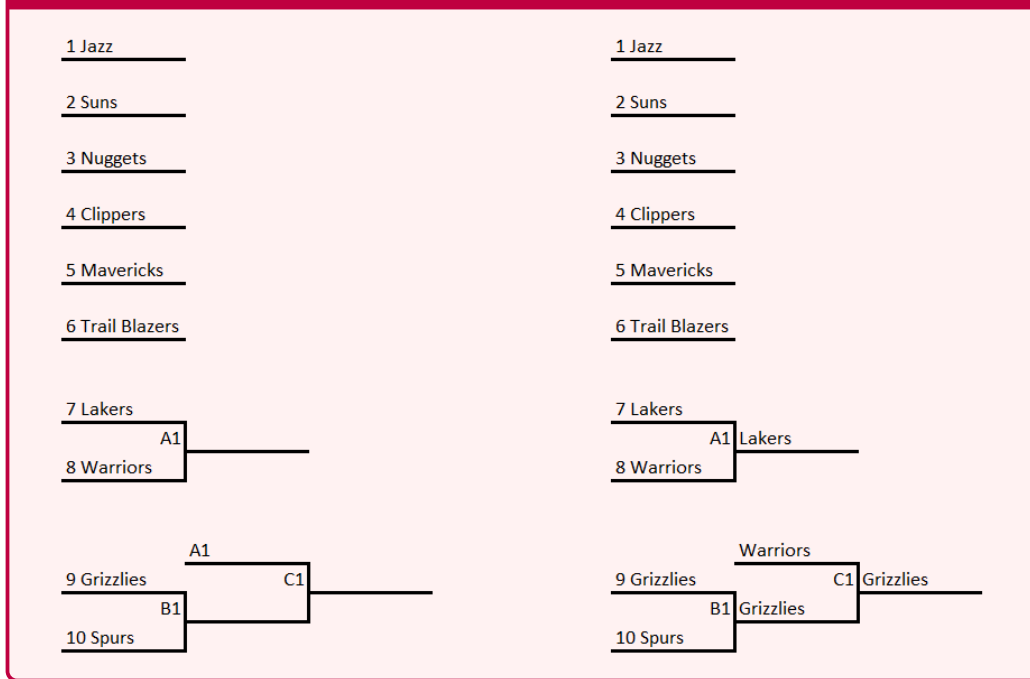 1 Jazz
2 Suns
3 Nuggets
4 Clippers
5 Mavericks
6 Trail Blazers
7 Lakers
A1
8 Warriors
A1
9 Grizzlies
C1
B1
10 Spurs
1 Jazz
2 Suns
3 Nuggets
4 Clippers
5 Mavericks
6 Trail Blazers
7 Lakers
A1 Lakers
8 Warriors
Warriors
9 Grizzlies
C1 Grizzlies
B1 Grizzlies
10 Spurs